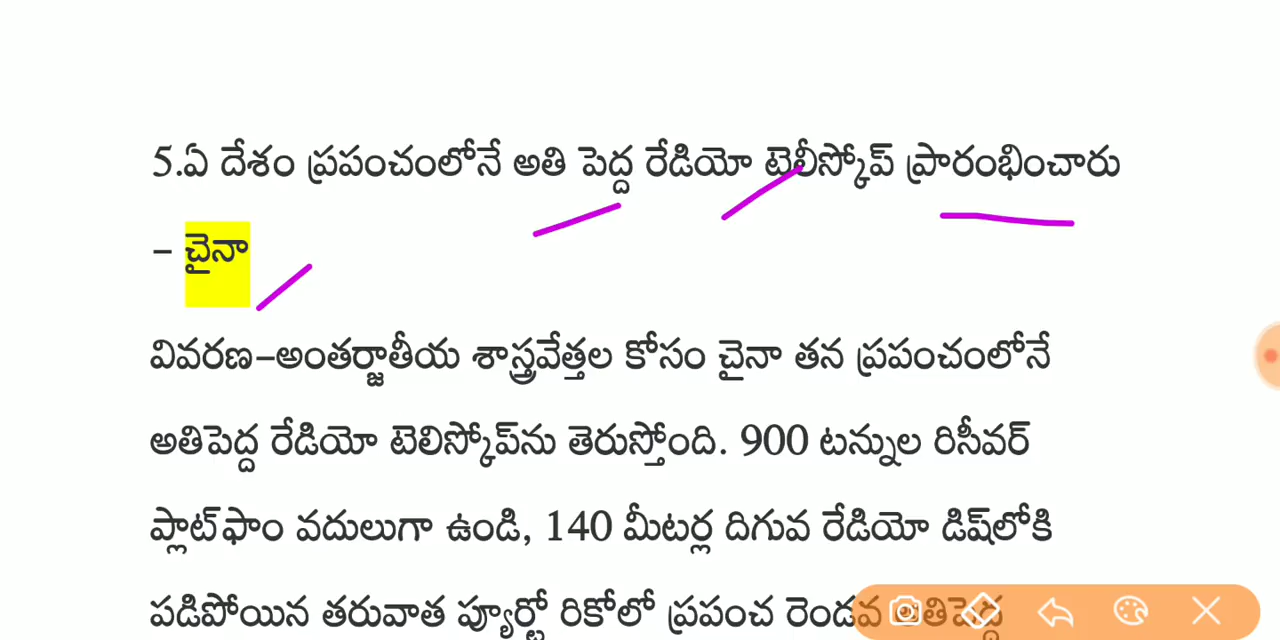 5.ఏ దేశం ప్రపంచంలోనే అతి పెద్ద రేడియో టెలీస్కోప్ ప్రారంభించారు
– చైనా
వివరణ–అంతర్జాతీయ శాస్త్రవేత్తల కోసం చైనా తన ప్రపంచంలోనే
అతిపెద్ద రేడియో టెలిస్కోప్‌ను తెరుస్తోంది. 900 టన్నుల రిసీవర్
ప్లాట్‌ఫాం వదులుగా ఉండి, 140 మీటర్ల దిగువ రేడియో డిష్‌లోకి
పడిపోయిన తరువాత ప్యూర్టో రికోలో ప్రపంచ రెండవ అతిపెద్ద